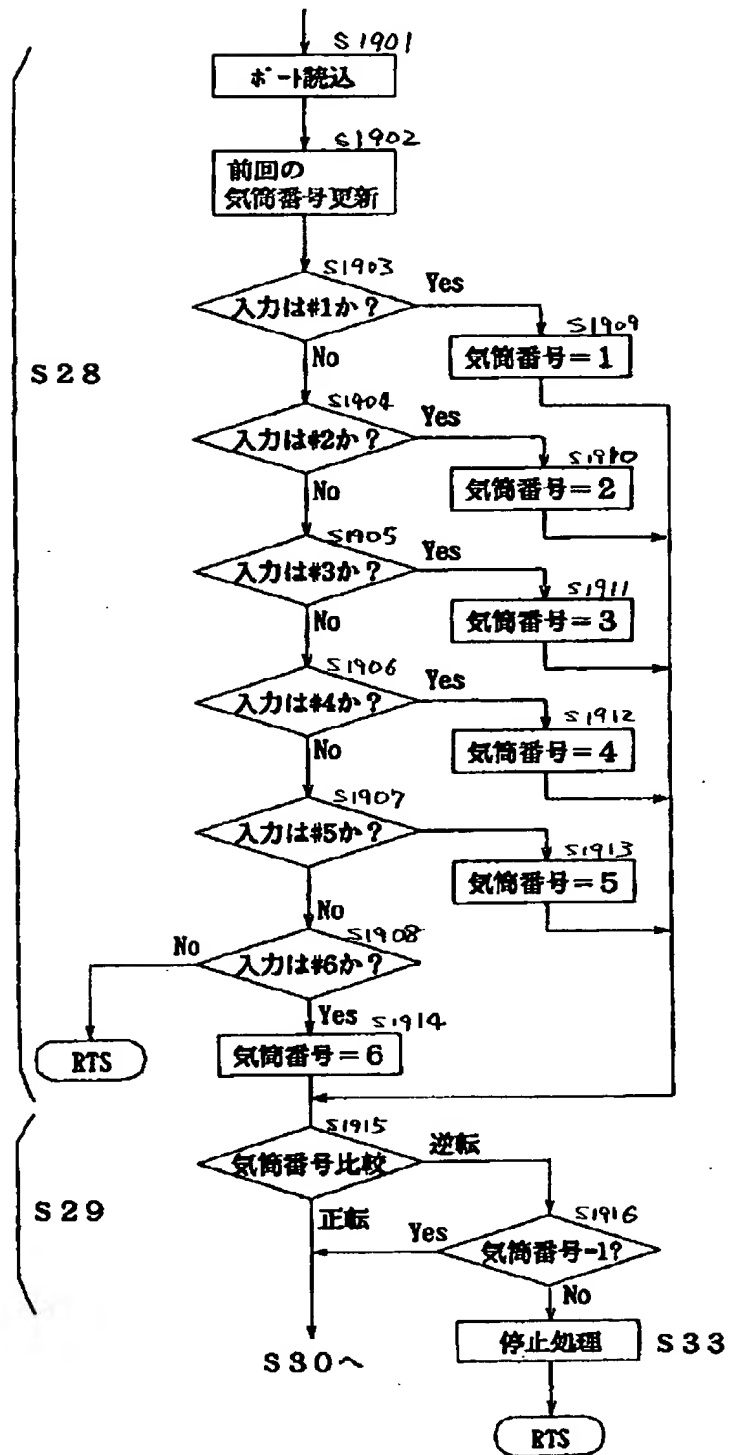 S1901
ポート読込
S1902
前回の
気筒番号更新
S1903
入力は#1か?
Yes
No
S1909
気筒番号=1
S28
S1904
入力は#2か?
Yes
No
S1910
気筒番号=2
S1905
入力は#3か?
Yes
No
S1911
気筒番号=3
S1906
入力は#4か?
Yes
No
S1912
気筒番号=4
S1907
入力は#5か?
No
S1913
気筒番号=5
S1908
入力は#6か?
No
Yes
RTS
S1914
気筒番号=6
S29
S1915
気筒番号比較
逆転
正転
S1916
気筒番号-1?
Yes
No
S30へ
停止処理
S33
RTS